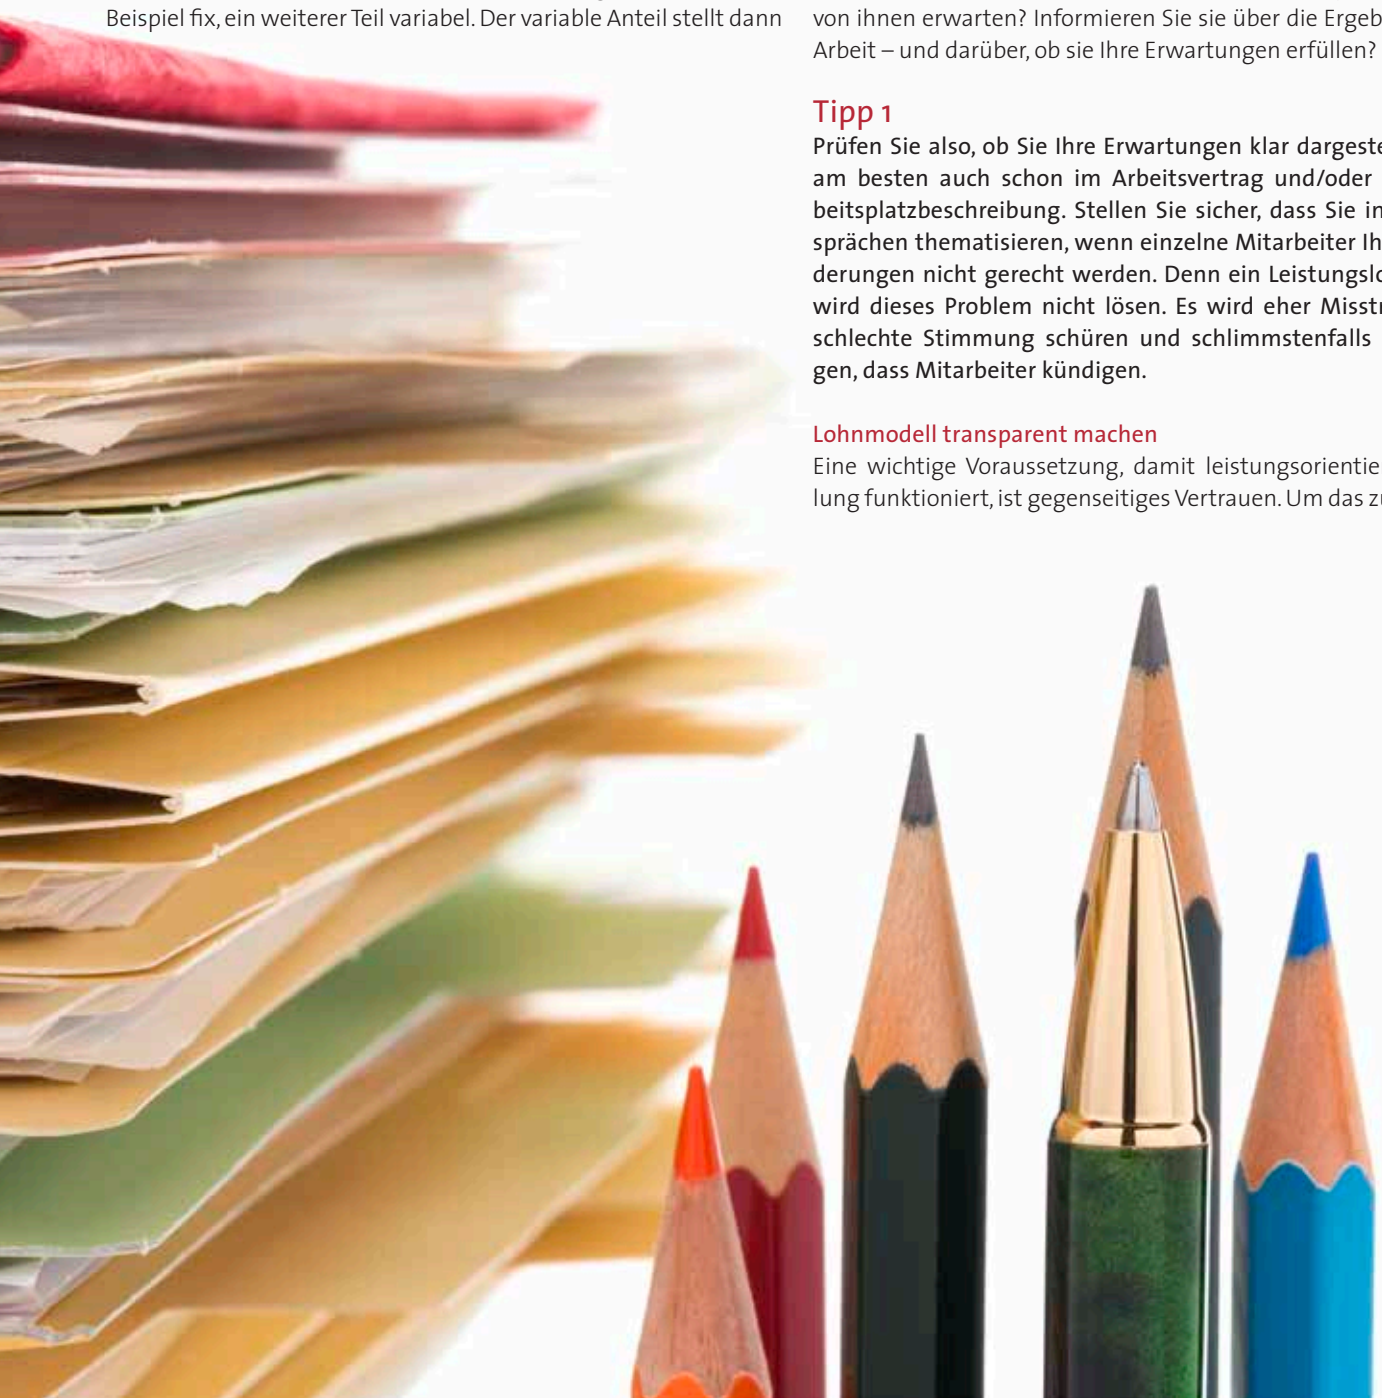 Beispiel fix, ein weiterer Teil variabel. Der variable Anteil stellt dann
von ihnen erwarten? Informieren Sie sie über die Ergeb
Arbeit – und darüber, ob sie Ihre Erwartungen erfüllen?
Tipp 1
Prüfen Sie also, ob Sie Ihre Erwartungen klar dargeste
am besten auch schon im Arbeitsvertrag und/oder
beitsplatzbeschreibung. Stellen Sie sicher, dass Sie in
sprächen thematisieren, wenn einzelne Mitarbeiter Ih
derungen nicht gerecht werden. Denn ein Leistungslo
wird dieses Problem nicht lösen. Es wird eher Misstr
schlechte Stimmung schüren und schlimmstenfalls
gen, dass Mitarbeiter kündigen.
Lohnmodell transparent machen
Eine wichtige Voraussetzung, damit leistungsorientie
lung funktioniert, ist gegenseitiges Vertrauen. Um das z